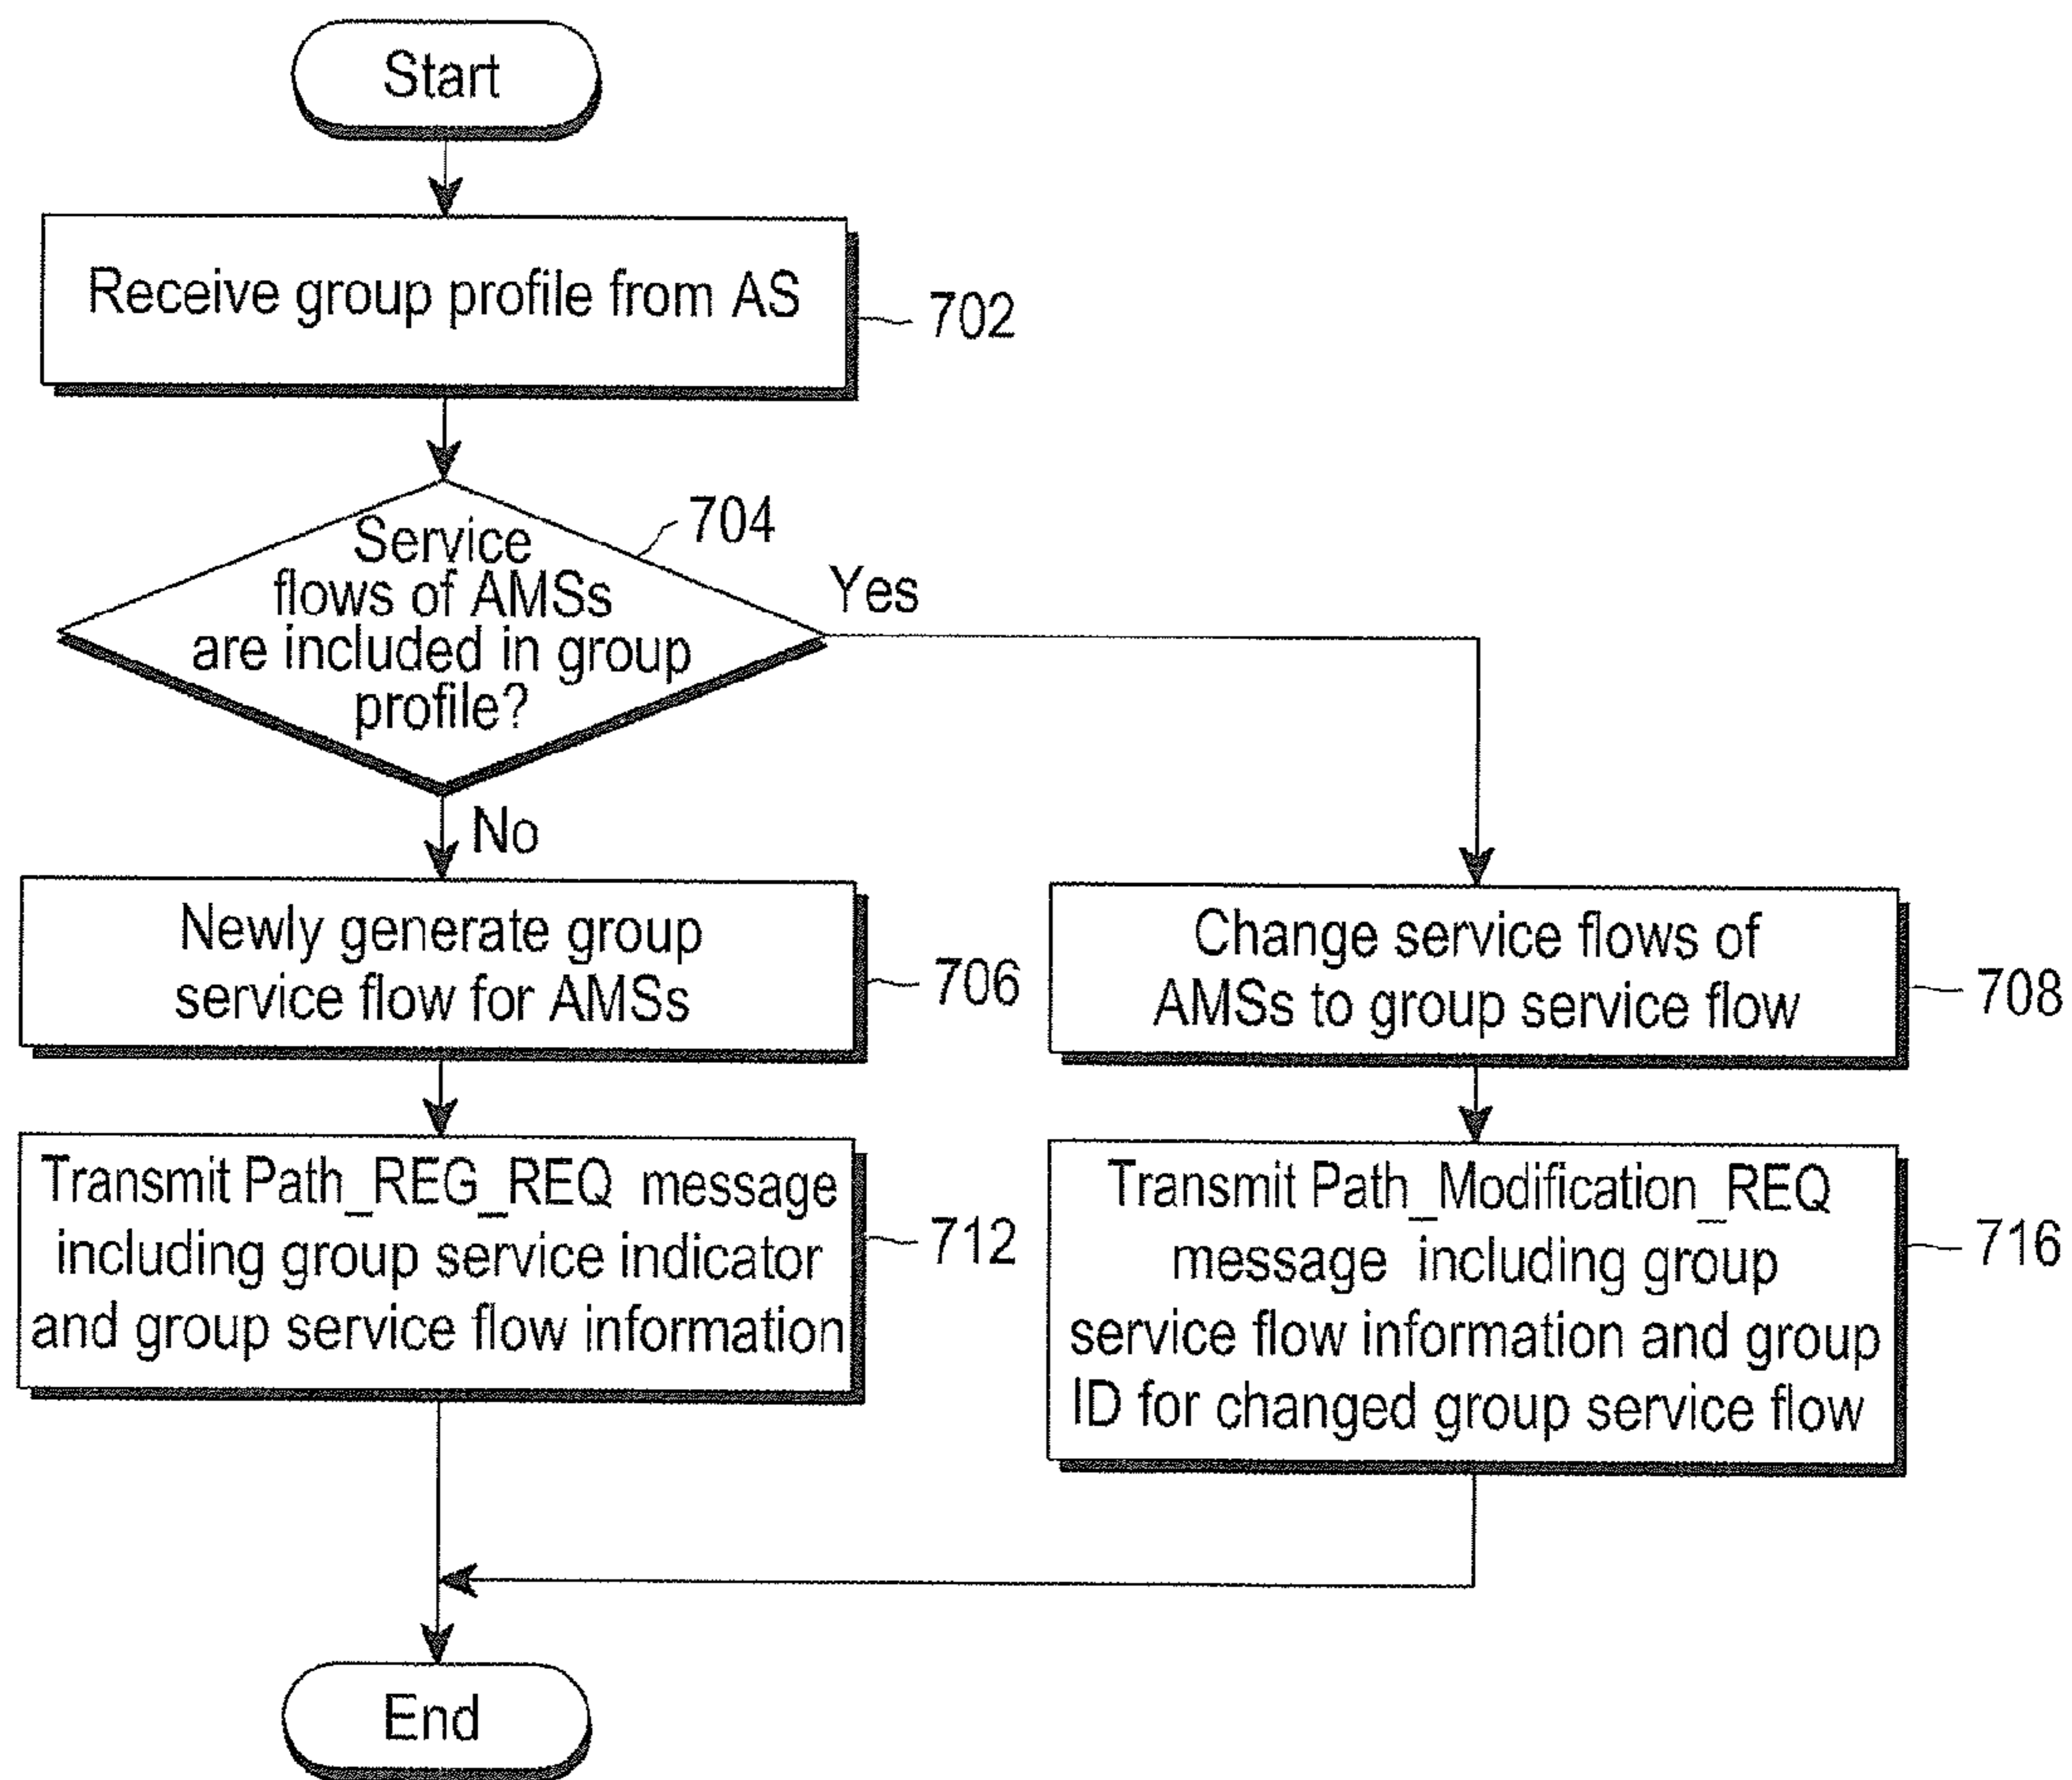 Start
Receive group profile from AS
702
Service
flows of AMSs
are included in group
profile?
704
Yes
No
Newly generate group
service flow for AMSs
706
Change service flows of
AMSs to group service flow
708
Transmit Path_REG_REQ message
including group service indicator
and group service flow information
712
Transmit Path_Modification_REQ
message including group
service flow information and group
ID for changed group service flow
716
End